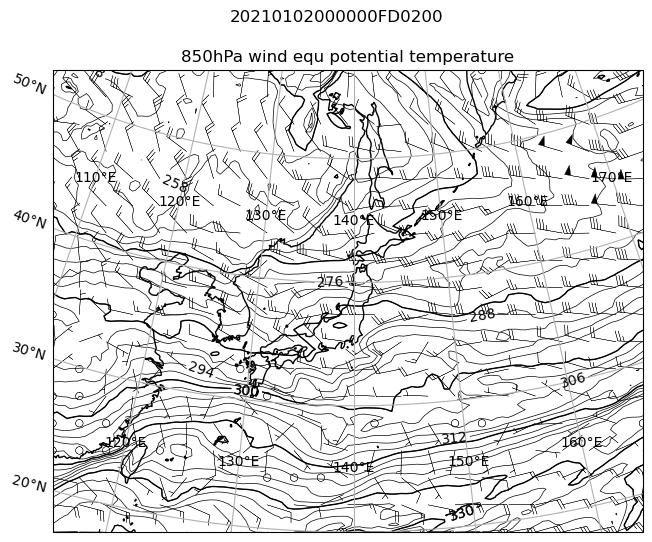 20210102000000FD0200
850hPa wind equ potential temperature
50°N
110°E
170°E
258
120°E
160°E
130°E
140°E
150°E
40°N
276
288
30°N
294
306
300
312
120°E
160°E
130°E
140°E
150°E
20°N
330